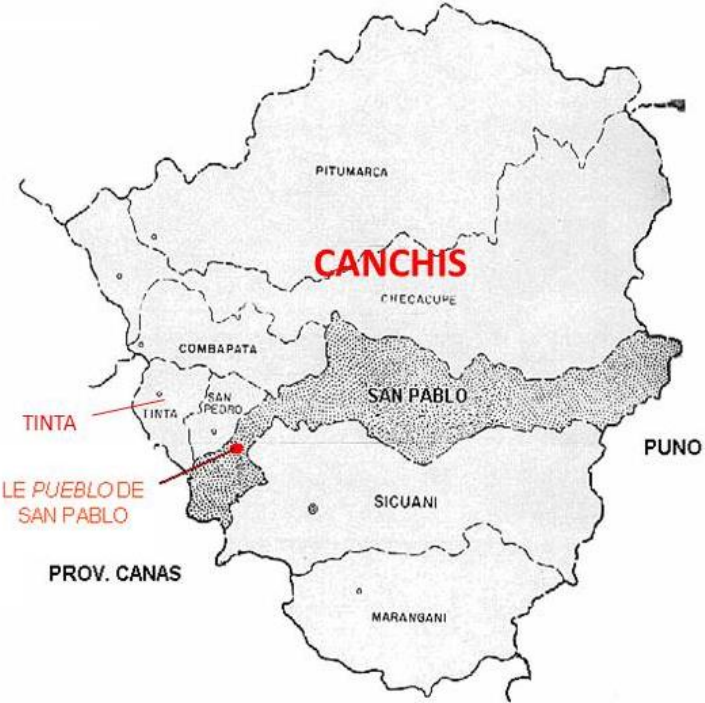 PITUMARCA
CANCHIS
CHECACUPE
COMBAPATA
SAN PABLO
SAN
PEDRO
TINTA
TINTA
PUNO
LE PUEBLO DE
SAN PABLO
SICUANI
PROV. CANAS
MARANGANI